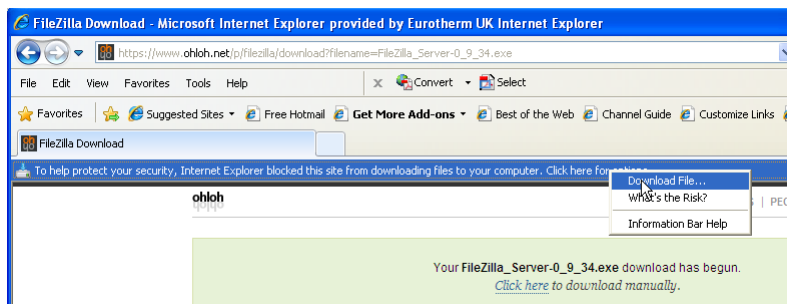 FileZilla Download - Microsoft Internet Explorer provided by Eurotherm UK Internet Explorer
https://www.ohloh.net/p/filezilla/download?filename=FileZilla_Server-0_9_34.exe
File Edit View Favorites Tools Help x Convert Select
Favorites Suggested Sites Free Hotmail Get More Add-ons Best of the Web Channel Guide Customize Links
FileZilla Download
To help protect your security, Internet Explorer blocked this site from downloading files to your computer. Click here for options...
Download File...
What's the Risk?
Information Bar Help
ohloh
Your FileZilla_Server-0_9_34.exe download has begun.
Click here to download manually.